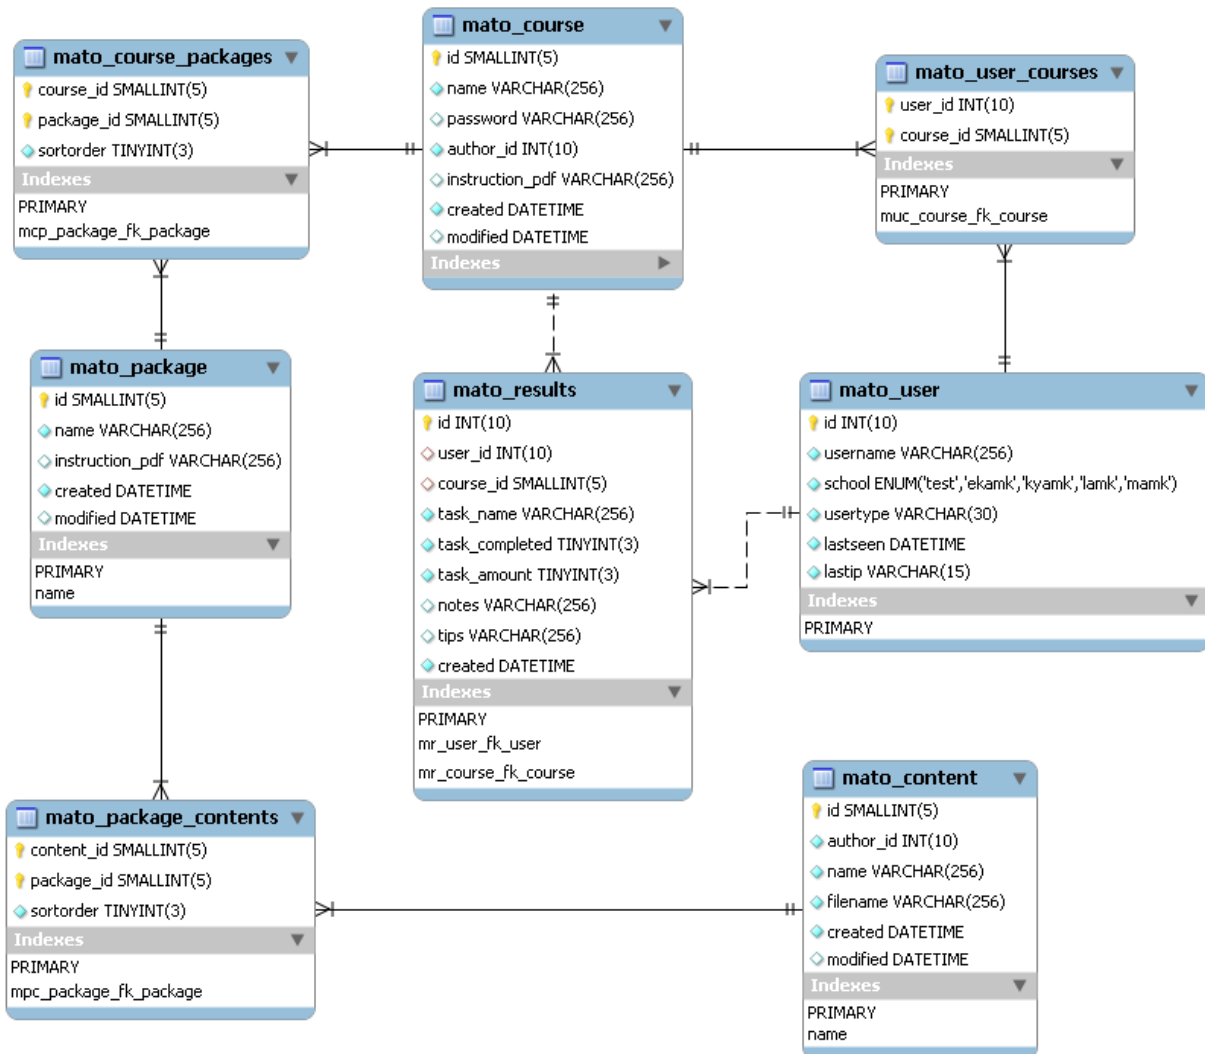 mato_course_packages
course_id SMALLINT(5)
package_id SMALLINT(5)
sortorder TINYINT(3)
Indexes
PRIMARY
mcp_package_fk_package
mato_course
id SMALLINT(5)
name VARCHAR(256)
password VARCHAR(256)
author_id INT(10)
instruction_pdf VARCHAR(256)
created DATETIME
modified DATETIME
Indexes
mato_user_courses
user_id INT(10)
course_id SMALLINT(5)
Indexes
PRIMARY
muc_course_fk_course
mato_package
id SMALLINT(5)
name VARCHAR(256)
instruction_pdf VARCHAR(256)
created DATETIME
modified DATETIME
Indexes
PRIMARY
name
mato_results
id INT(10)
user_id INT(10)
course_id SMALLINT(5)
task_name VARCHAR(256)
task_completed TINYINT(3)
task_amount TINYINT(3)
notes VARCHAR(256)
tips VARCHAR(256)
created DATETIME
Indexes
PRIMARY
mr_user_fk_user
mr_course_fk_course
mato_user
id INT(10)
username VARCHAR(256)
school ENUM('test','ekamk','kyamk','lamk','mamk')
usertype VARCHAR(30)
lastseen DATETIME
lastip VARCHAR(15)
Indexes
PRIMARY
mato_package_contents
content_id SMALLINT(5)
package_id SMALLINT(5)
sortorder TINYINT(3)
Indexes
PRIMARY
mpc_package_fk_package
mato_content
id SMALLINT(5)
author_id INT(10)
name VARCHAR(256)
filename VARCHAR(256)
created DATETIME
modified DATETIME
Indexes
PRIMARY
name